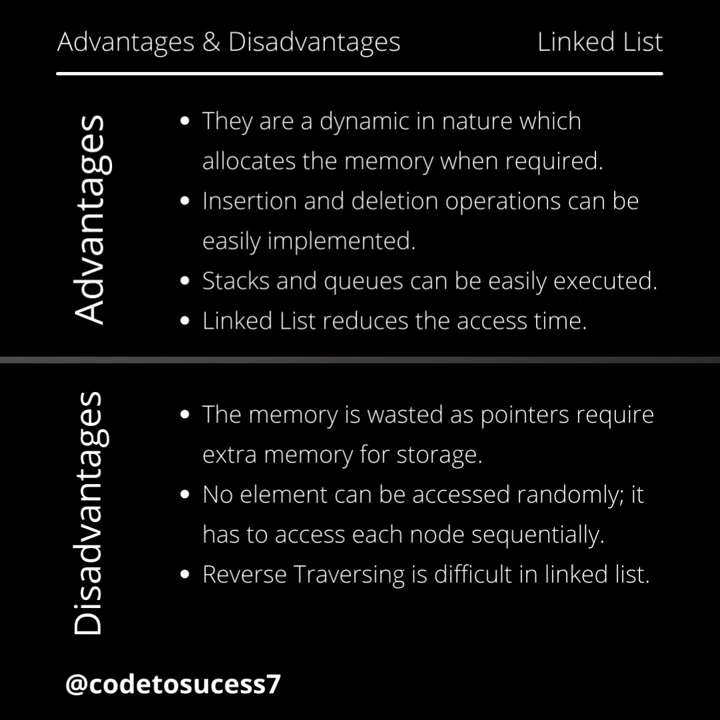 Advantages & Disadvantages
Linked List
Advantages
• They are a dynamic in nature which
allocates the memory when required.
• Insertion and deletion operations can be
easily implemented.
• Stacks and queues can be easily executed.
• Linked List reduces the access time.
Disadvantages
• The memory is wasted as pointers require
extra memory for storage.
• No element can be accessed randomly; it
has to access each node sequentially.
• Reverse Traversing is difficult in linked list.
@codetosucess7